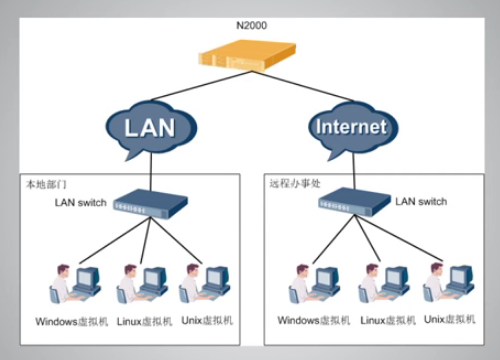 N2000
LAN
Internet
本地部门
LAN switch
Windows虚拟机
Linux虚拟机
Unix虚拟机
远程办事处
LAN switch
Windows虚拟机
Linux虚拟机
Unix虚拟机